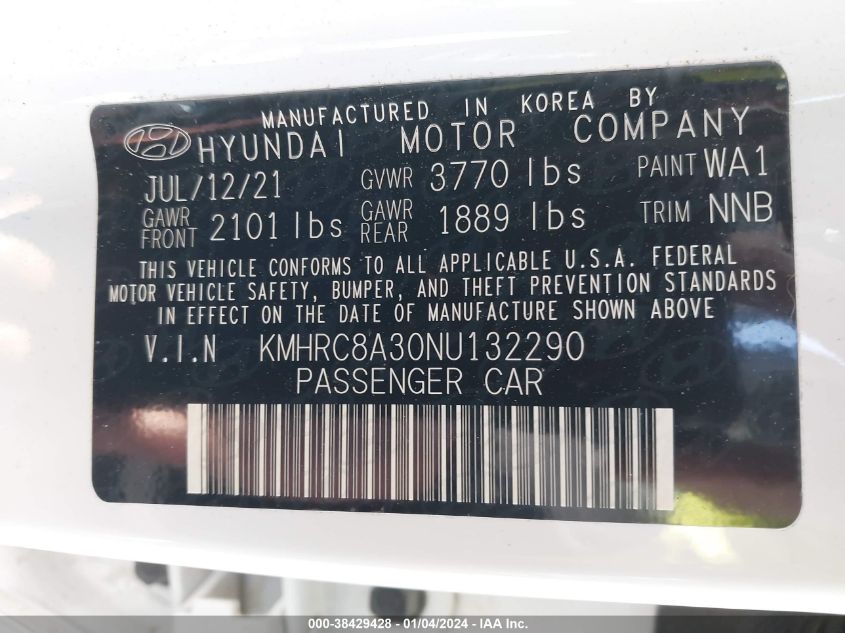 MANUFACTURED IN KOREA BY
HYUNDAI MOTOR COMPANY
JUL/12/21 GVWR 3770 lbs PAINT WA1
GAWR FRONT 2101 lbs GAWR REAR 1889 lbs TRIM NNB
THIS VEHICLE CONFORMS TO ALL APPLICABLE U.S.A. FEDERAL
MOTOR VEHICLE SAFETY, BUMPER, AND THEFT PREVENTION STANDARDS
IN EFFECT ON THE DATE OF MANUFACTURE SHOWN ABOVE
V.I.N KMHRC8A30NU132290
PASSENGER CAR
000-38429428 - 01/04/2024 - IAA Inc.